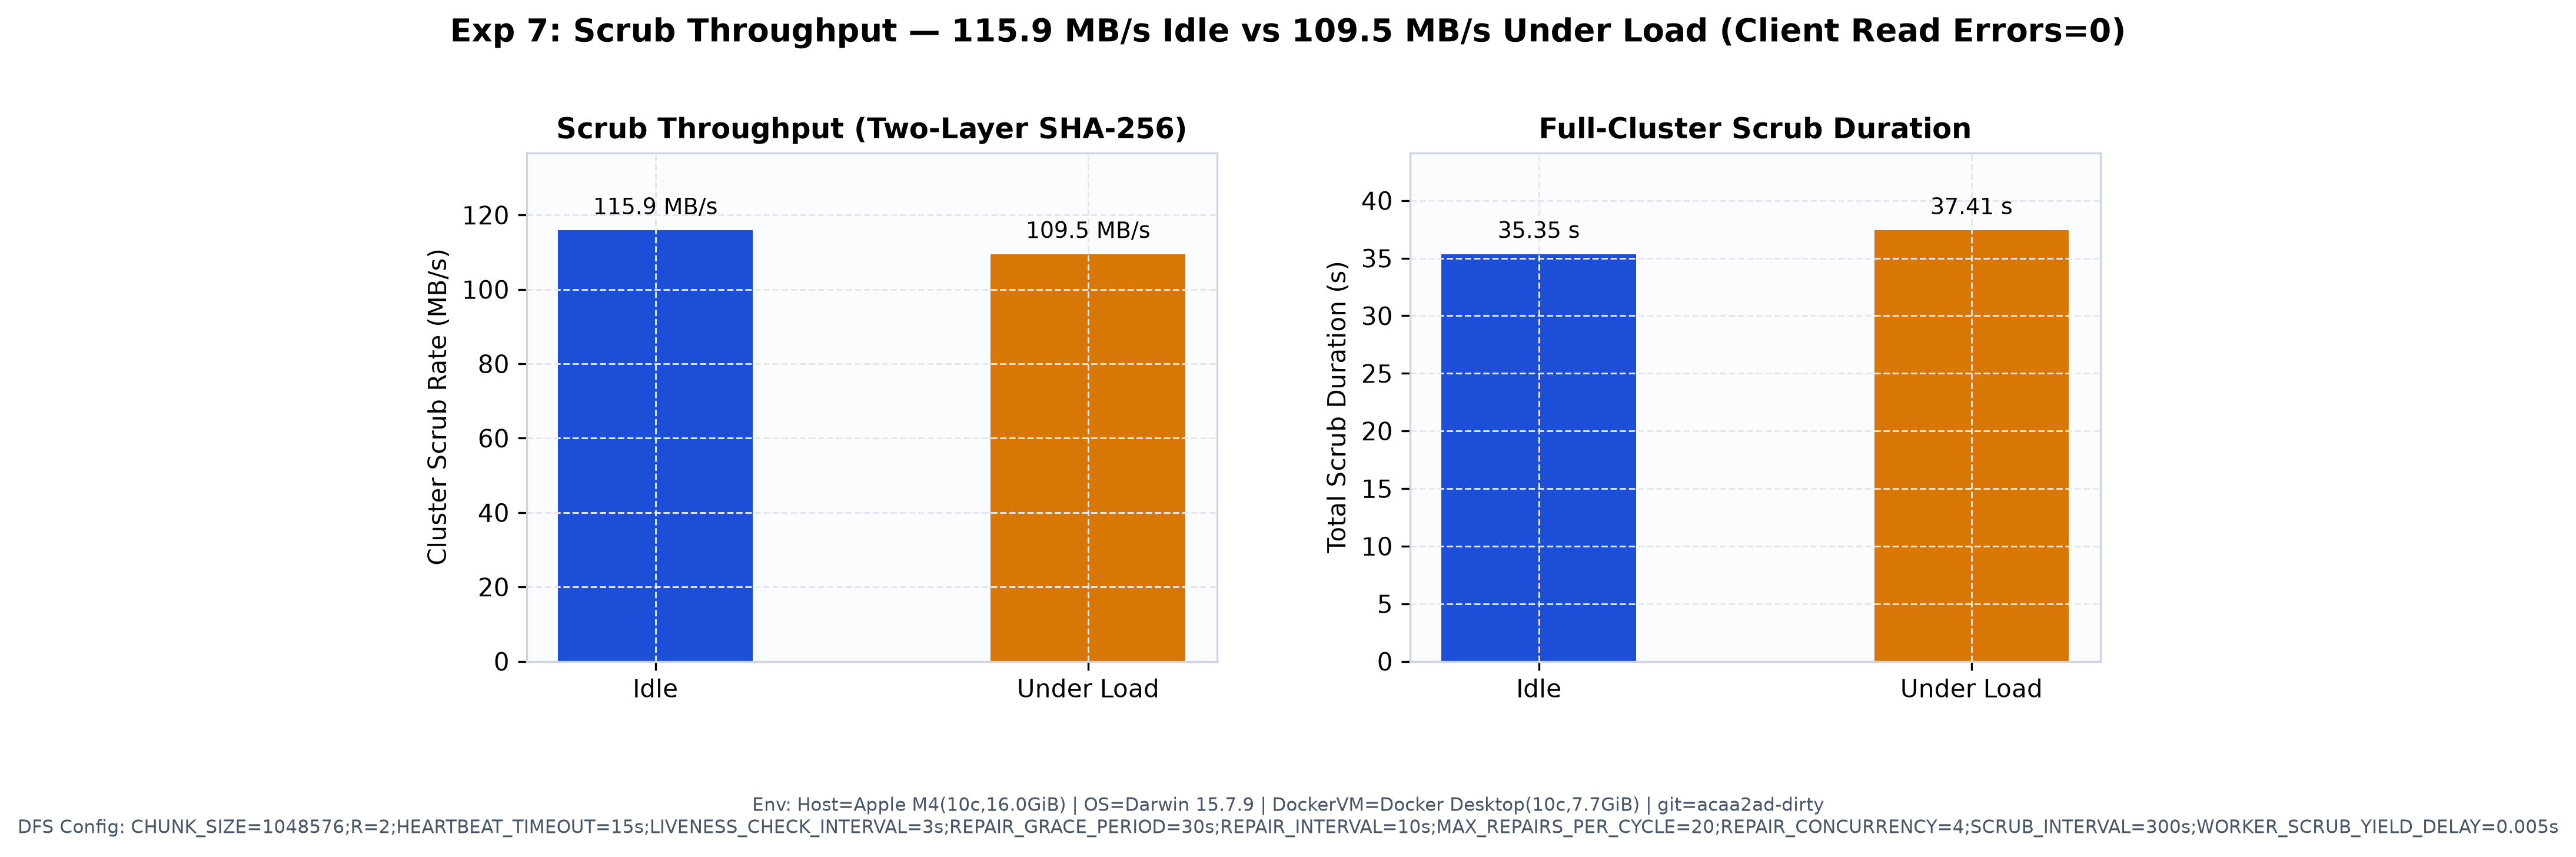 Exp 7: Scrub Throughput — 115.9 MB/s Idle vs 109.5 MB/s Under Load (Client Read Errors=0)
Scrub Throughput (Two-Layer SHA-256)
Cluster Scrub Rate (MB/s)
120
100
80
60
40
20
0
115.9 MB/s
109.5 MB/s
Idle
Under Load
Full-Cluster Scrub Duration
Total Scrub Duration (s)
40
35
30
25
20
15
10
5
0
35.35 s
37.41 s
Idle
Under Load
Env: Host=Apple M4(10c,16.0GiB) | OS=Darwin 15.7.9 | DockerVM=Docker Desktop(10c,7.7GiB) | git=acaa2ad-dirty
DFS Config: CHUNK_SIZE=1048576;R=2;HEARTBEAT_TIMEOUT=15s;LIVENESS_CHECK_INTERVAL=3s;REPAIR_GRACE_PERIOD=30s;REPAIR_INTERVAL=10s;MAX_REPAIRS_PER_CYCLE=20;REPAIR_CONCURRENCY=4;SCRUB_INTERVAL=300s;WORKER_SCRUB_YIELD_DELAY=0.005s